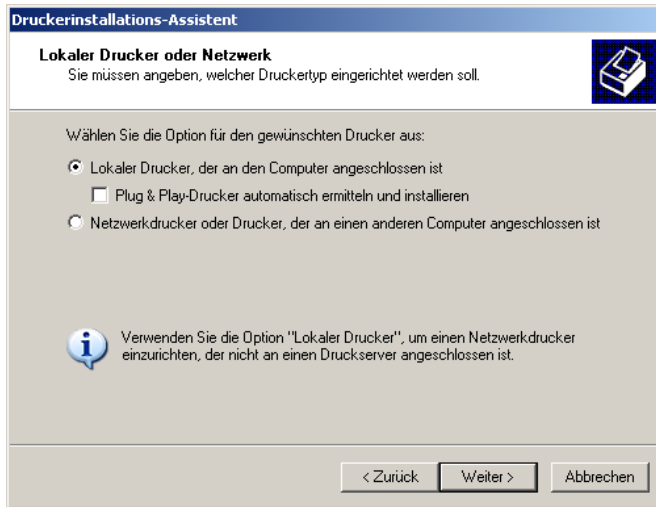 Druckerinstallations-Assistent
Lokaler Drucker oder Netzwerk
Sie müssen angeben, welcher Druckertyp eingerichtet werden soll.
Wählen Sie die Option für den gewünschten Drucker aus:
Lokaler Drucker, der an den Computer angeschlossen ist
Plug & Play-Drucker automatisch ermitteln und installieren
Netzwerkdrucker oder Drucker, der an einen anderen Computer angeschlossen ist
Verwenden Sie die Option "Lokaler Drucker", um einen Netzwerkdrucker
einzurichten, der nicht an einen Druckserver angeschlossen ist.
< Zurück Weiter > Abbrechen